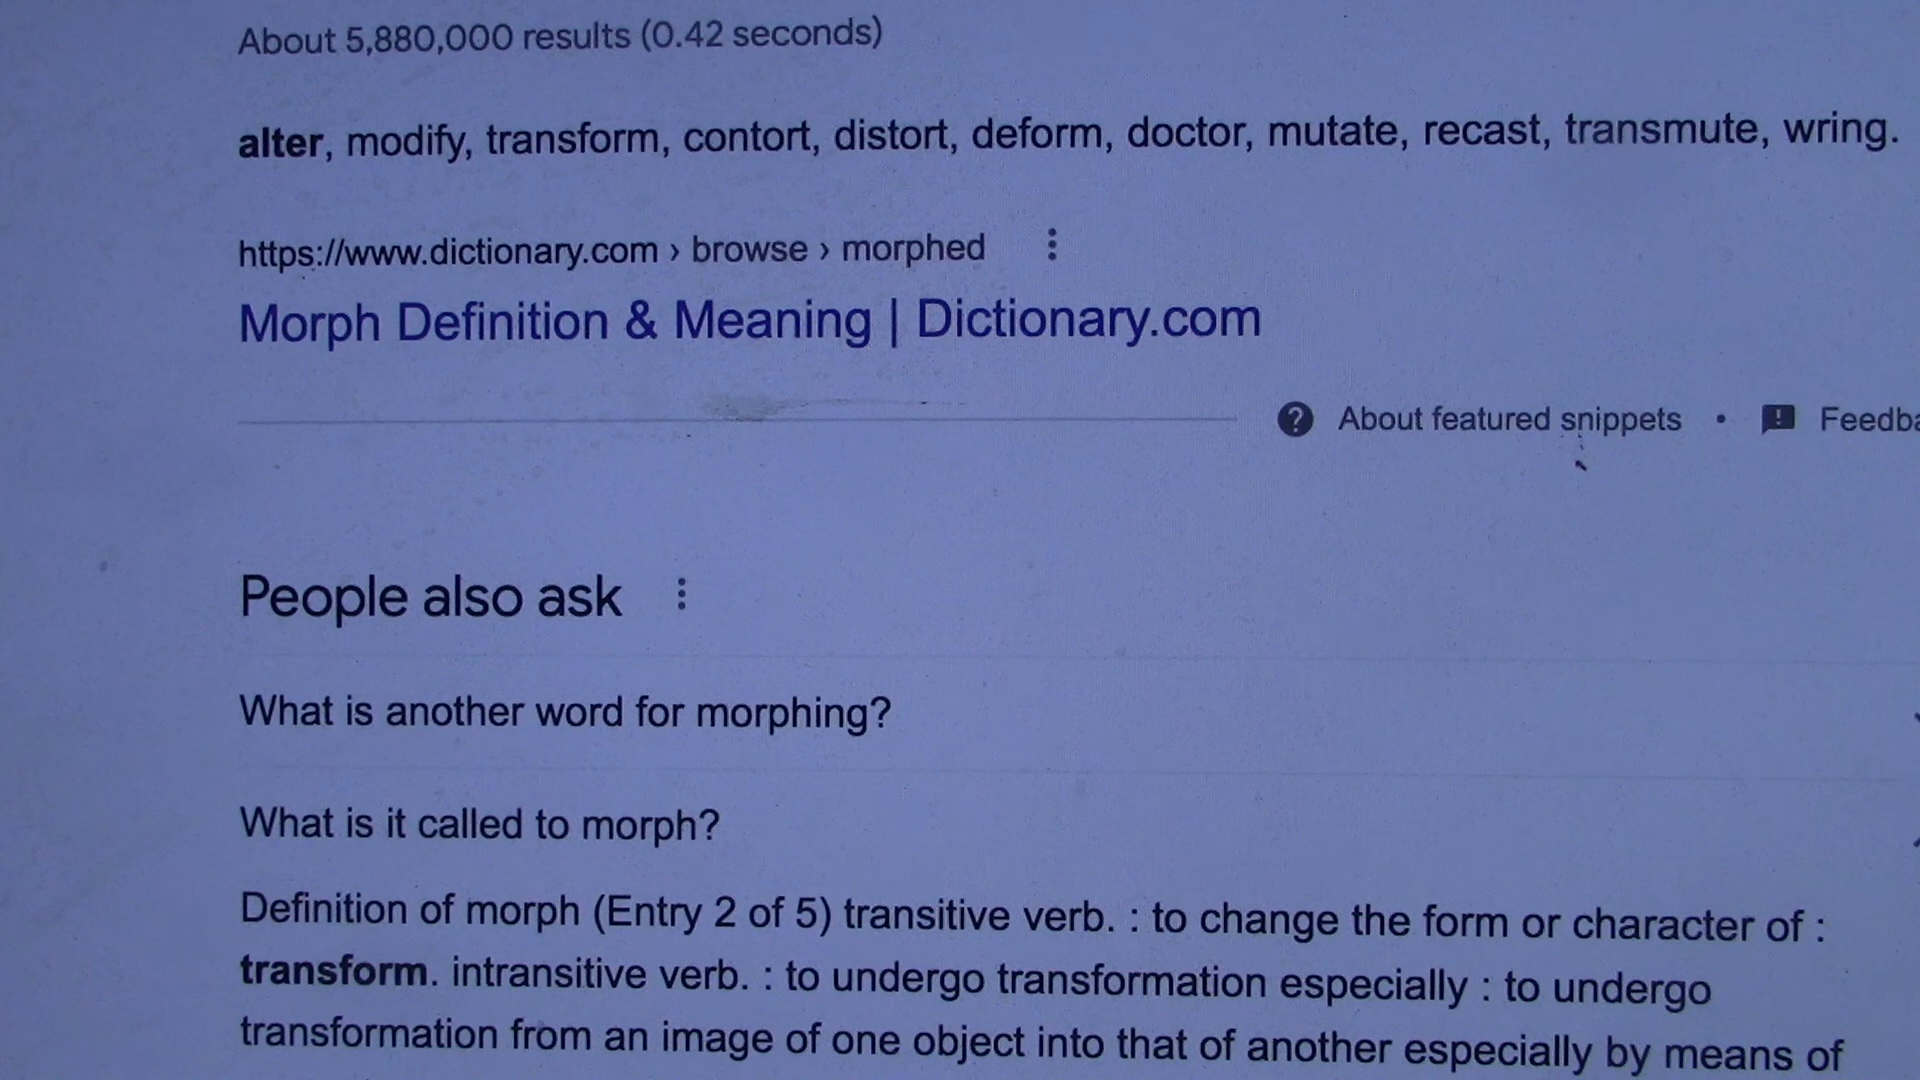 About 5,880,000 results (0.42 seconds)
alter, modify, transform, contort, distort, deform, doctor, mutate, recast, transmute, wring.
https://www.dictionary.com › browse › morphed
Morph Definition & Meaning | Dictionary.com
About featured snippets •
People also ask
What is another word for morphing?
What is it called to morph?
Definition of morph (Entry 2 of 5) transitive verb. : to change the form or character of :
transform. intransitive verb. : to undergo transformation especially : to undergo
transformation from an image of one object into that of another especially by means of